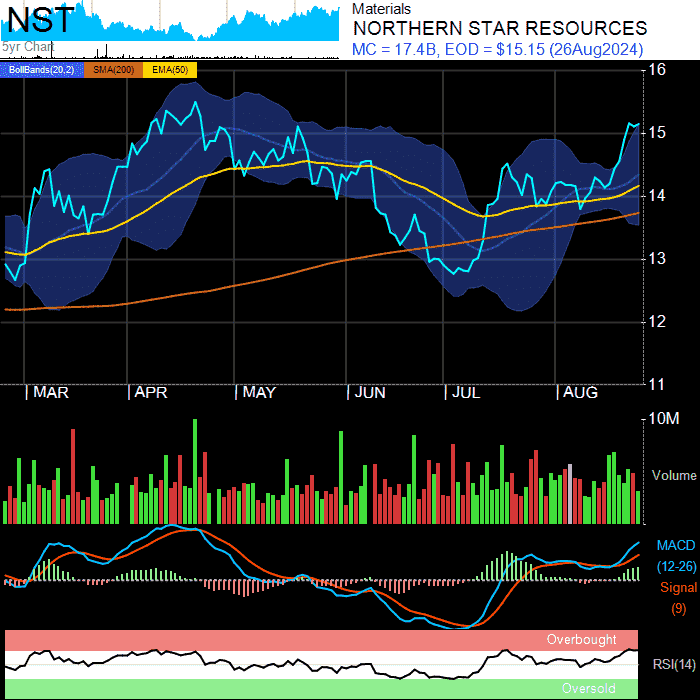 NST
5yr Chart
Materials
NORTHERN STAR RESOURCES
MC = 17.4B, EOD = $15.15 (26Aug2024)
BollBands(20,2) SMA(200) EMA(50)
16
15
14
13
12
11
MAR APR MAY JUN JUL AUG
10M
Volume
MACD
(12-26)
Signal
(9)
Overbought
RSI(14)
Oversold